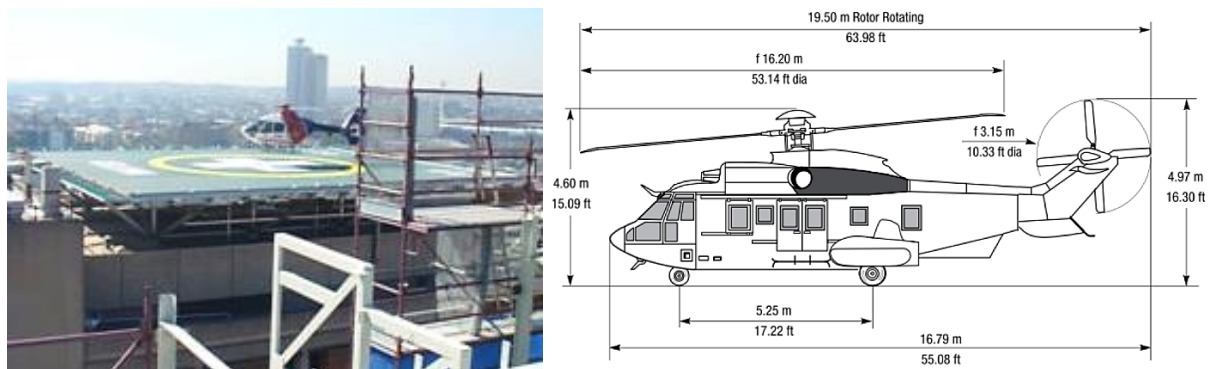 19.50 m Rotor Rotating
63.98 ft
f 16.20 m
53.14 ft dia
f 3.15 m
10.33 ft dia
4.60 m
15.09 ft
4.97 m
16.30 ft
5.25 m
17.22 ft
16.79 m
55.08 ft